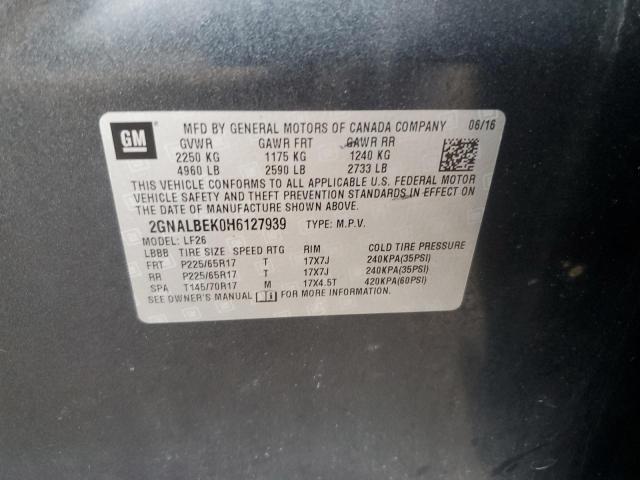 GM
MFD BY GENERAL MOTORS OF CANADA COMPANY 06/16
GVWR GAWR FRT GAWR RR
2250 KG 1175 KG 1240 KG
4960 LB 2590 LB 2733 LB
THIS VEHICLE CONFORMS TO ALL APPLICABLE U.S. FEDERAL MOTOR
VEHICLE SAFETY AND THEFT PREVENTION STANDARDS IN EFFECT ON
THE DATE OF MANUFACTURE SHOWN ABOVE.
2GNALBEK0H6127939 TYPE: M.P.V.
MODEL: LF26
LBBB TIRE SIZE SPEED RTG RIM COLD TIRE PRESSURE
FRT P225/65R17 T 17X7J 240KPA(35PSI)
RR P225/65R17 T 17X7J 240KPA(35PSI)
SPA T145/70R17 17X4.5T 420KPA(60PSI)
SEE OWNER'S MANUAL FOR MORE INFORMATION.